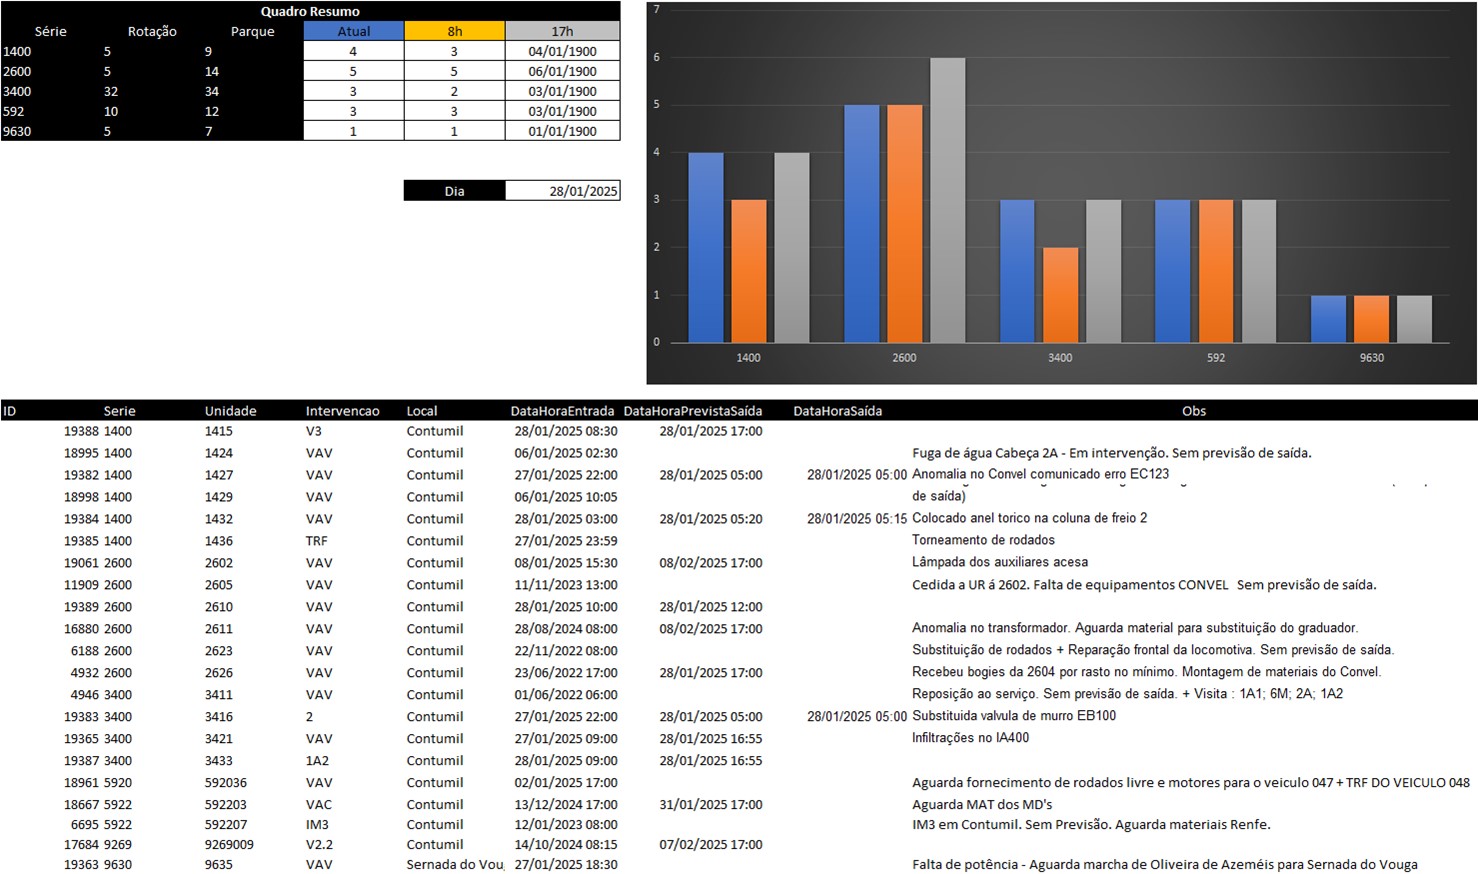 Quadro Resumo
Série Rotação Parque Atual 8h 17h
1400 5 9 4 3 04/01/1900
2600 5 14 5 5 06/01/1900
3400 32 34 3 2 03/01/1900
592 10 12 3 3 03/01/1900
9630 5 7 1 1 01/01/1900
Dia 28/01/2025
7
6
5
4
3
2
1
0
1400 2600 3400 592 9630
ID Serie Unidade Intervencao Local DataHoraEntrada DataHoraPrevistaSaída DataHoraSaída Obs
19388 1400 1415 V3 Contumil 28/01/2025 08:30 28/01/2025 17:00
18995 1400 1424 VAV Contumil 06/01/2025 02:30 Fuga de água Cabeça 2A - Em intervenção. Sem previsão de saída.
19382 1400 1427 VAV Contumil 27/01/2025 22:00 28/01/2025 05:00 28/01/2025 05:00 Anomalia no Convel comunicado erro EC123
18998 1400 1429 VAV Contumil 06/01/2025 10:05 de saída)
19384 1400 1432 VAV Contumil 28/01/2025 03:00 28/01/2025 05:20 28/01/2025 05:15 Colocado anel torico na coluna de freio 2
19385 1400 1436 TRF Contumil 27/01/2025 23:59 Torneamento de rodados
19061 2600 2602 VAV Contumil 08/01/2025 15:30 08/02/2025 17:00 Lâmpada dos auxiliares acesa
11909 2600 2605 VAV Contumil 11/11/2023 13:00 Cedida a UR á 2602. Falta de equipamentos CONVEL Sem previsão de saída.
19389 2600 2610 VAV Contumil 28/01/2025 10:00 28/01/2025 12:00
16880 2600 2611 VAV Contumil 28/08/2024 08:00 08/02/2025 17:00 Anomalia no transformador. Aguarda material para substituição do graduador.
6188 2600 2623 VAV Contumil 22/11/2022 08:00 Substituição de rodados + Reparação frontal da locomotiva. Sem previsão de saída.
4932 2600 2626 VAV Contumil 23/06/2022 17:00 28/01/2025 17:00 Recebeu bogies da 2604 por rasto no mínimo. Montagem de materiais do Convel.
4946 3400 3411 VAV Contumil 01/06/2022 06:00 Reposição ao serviço. Sem previsão de saída. + Visita : 1A1; 6M; 2A; 1A2
19383 3400 3416 2 Contumil 27/01/2025 22:00 28/01/2025 05:00 28/01/2025 05:00 Substituida valvula de murro EB100
19365 3400 3421 VAV Contumil 27/01/2025 09:00 28/01/2025 16:55 Infiltrações no IA400
19387 3400 3433 1A2 Contumil 28/01/2025 09:00 28/01/2025 16:55
18961 5920 592036 VAV Contumil 02/01/2025 17:00 Aguarda fornecimento de rodados livre e motores para o veiculo 047 + TRF DO VEICULO 048
18667 5922 592203 VAC Contumil 13/12/2024 17:00 31/01/2025 17:00 Aguarda MAT dos MD's
6695 5922 592207 IM3 Contumil 12/01/2023 08:00 IM3 em Contumil. Sem Previsão. Aguarda materiais Renfe.
17684 9269 9269009 V2.2 Contumil 14/10/2024 08:15 07/02/2025 17:00
19363 9630 9635 VAV Sernada do Vou 27/01/2025 18:30 Falta de potência - Aguarda marcha de Oliveira de Azeméis para Sernada do Vouga